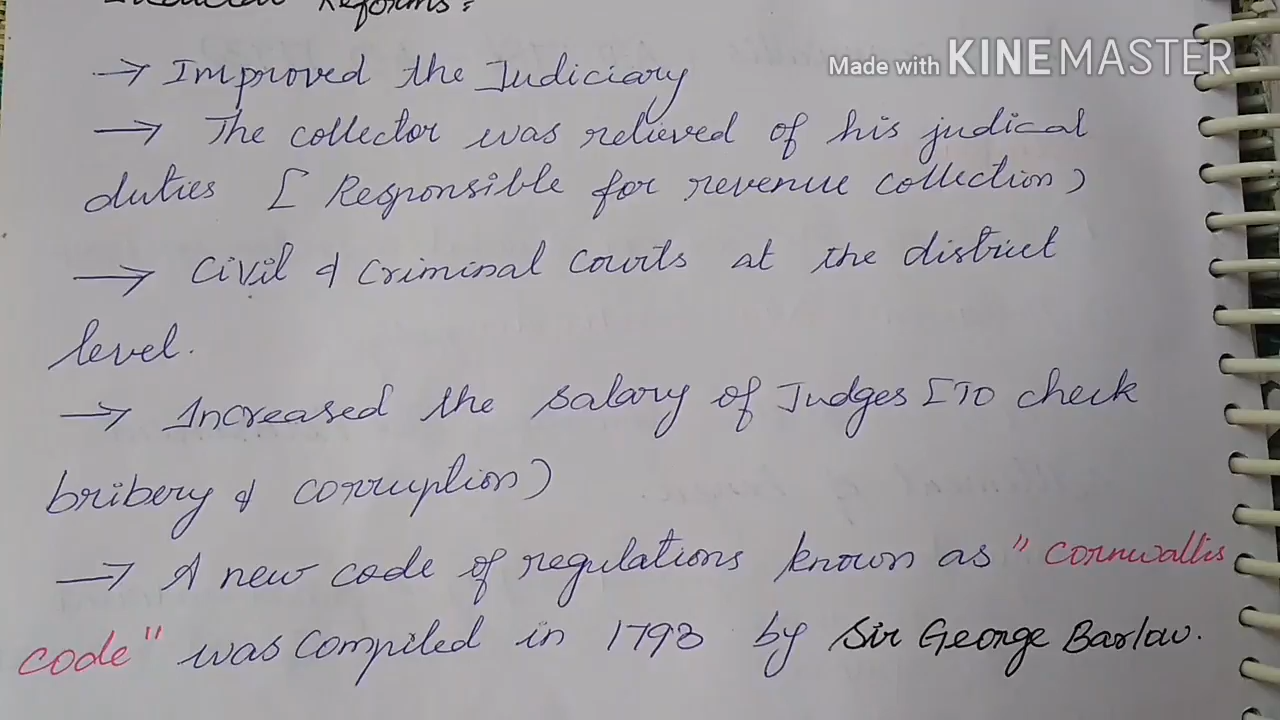 Judicial Reforms:
Made with KINEMASTER
→ Improved the Judiciary
→ The collector was relieved of his judical
duties [ Responsible for revenue collection)
→ Civil & Criminal Courts at the district
level.
→ Increased the salary of Judges [To check
bribery & corruption)
→ A new code of regulations known as "Cornwallis
code" was compiled in 1793 by Sir George Barlow.